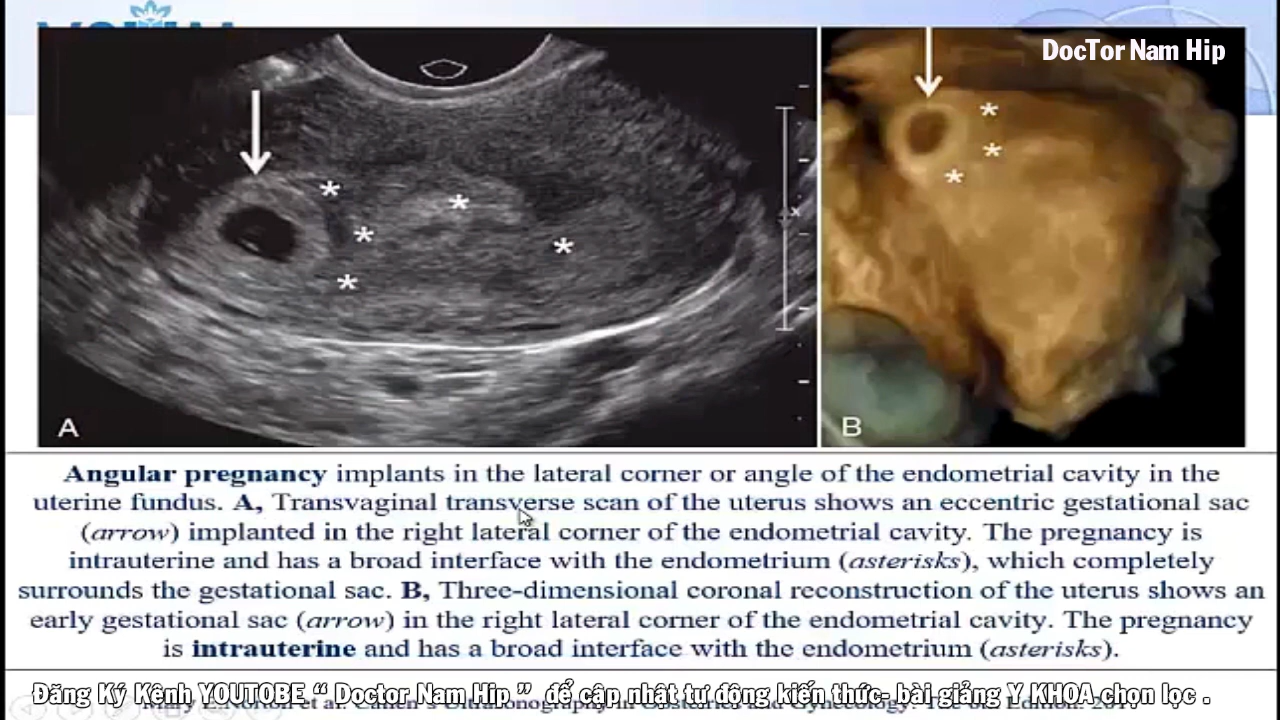 DocTor Nam Hip
A
B
Angular pregnancy implants in the lateral corner or angle of the endometrial cavity in the
uterine fundus. A, Transvaginal transverse scan of the uterus shows an eccentric gestational sac
(arrow) implanted in the right lateral corner of the endometrial cavity. The pregnancy is
intrauterine and has a broad interface with the endometrium (asterisks), which completely
surrounds the gestational sac. B, Three-dimensional coronal reconstruction of the uterus shows an
early gestational sac (arrow) in the right lateral corner of the endometrial cavity. The pregnancy
is intrauterine and has a broad interface with the endometrium (asterisks).
Đăng Ký Kênh YOUTOBE “ Doctor Nam Hip ” để cập nhật tự động kiến thức- bài giảng Y KHOA chọn lọc .